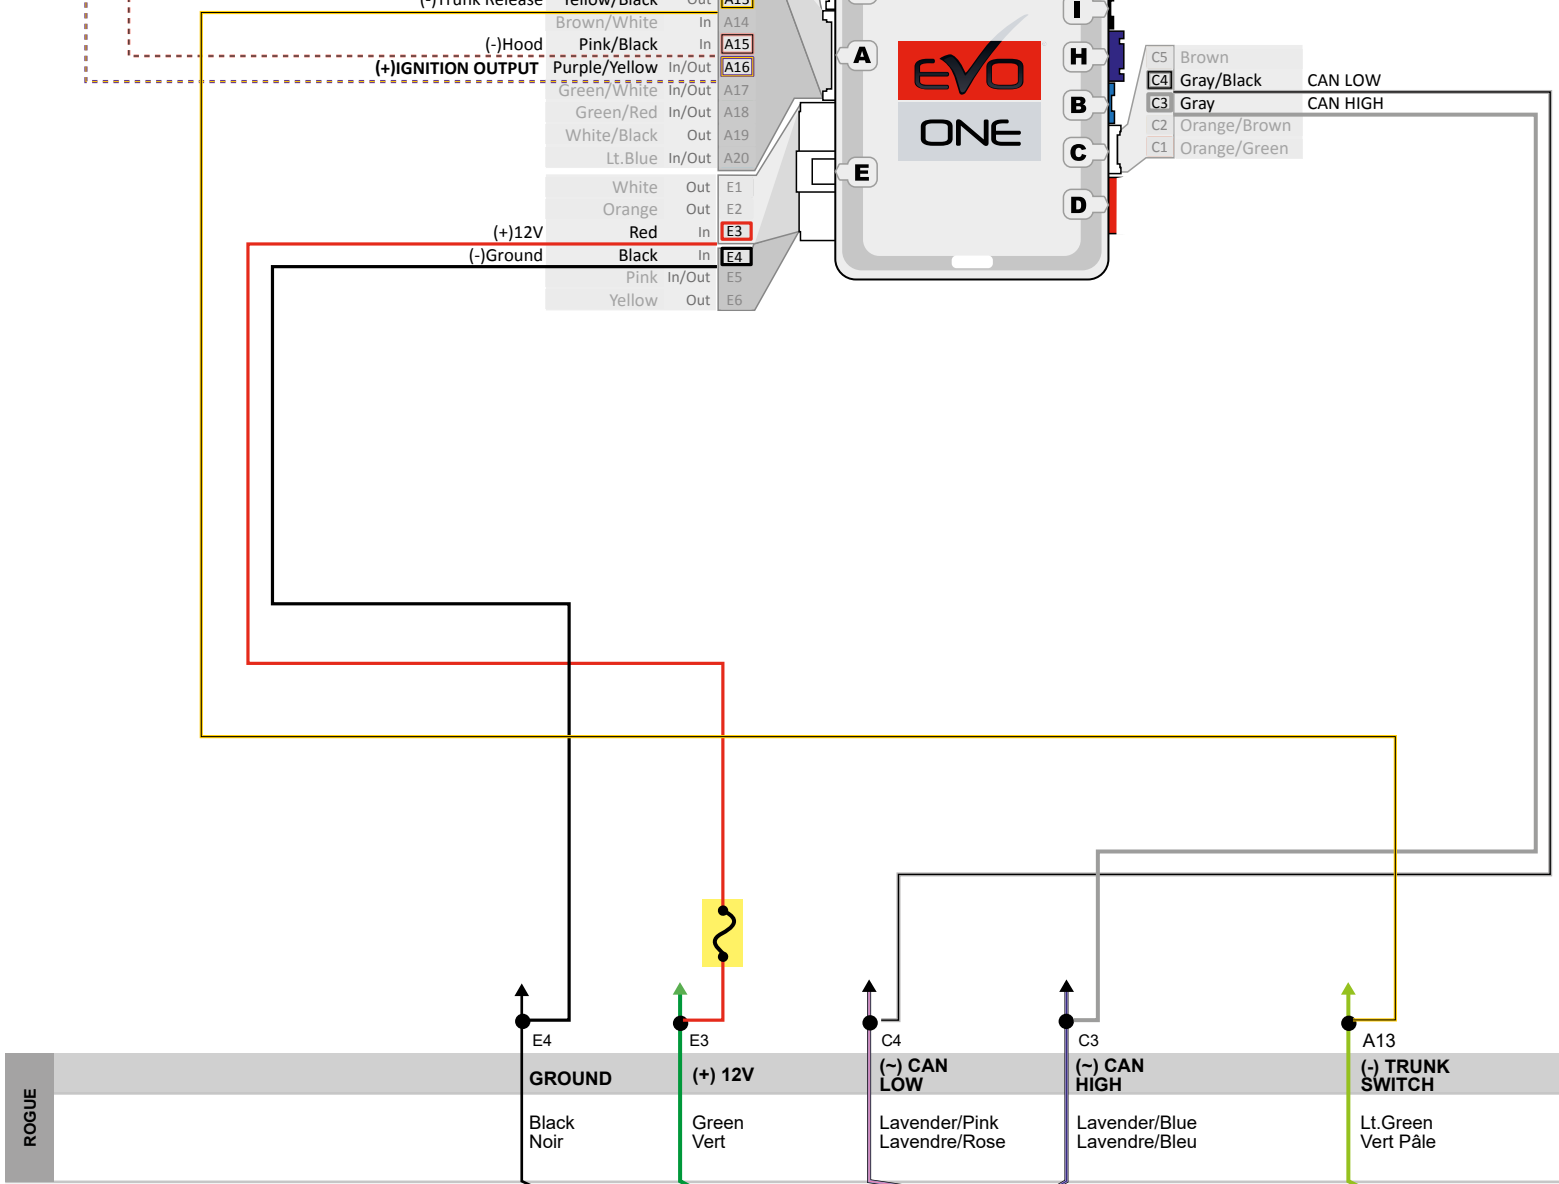 (-)Trunk Release Yellow/Black Out A13
Brown/White In A14
(-)Hood Pink/Black In A15
(+)IGNITION OUTPUT Purple/Yellow In/Out A16
Green/White In/Out A17
Green/Red In/Out A18
White/Black Out A19
Lt.Blue In/Out A20
White Out E1
Orange Out E2
(+)12V Red In E3
(-)Ground Black In E4
Pink In/Out E5
Yellow Out E6
A
E
EVO
ONE
I
H
B
C
D
C5 Brown
C4 Gray/Black CAN LOW
C3 Gray CAN HIGH
C2 Orange/Brown
C1 Orange/Green
E4 E3 C4 C3 A13
ROGUE
GROUND
(+) 12V
(~) CAN
LOW
(~) CAN
HIGH
(-) TRUNK
SWITCH
Black
Noir
Green
Vert
Lavender/Pink
Lavendre/Rose
Lavender/Blue
Lavendre/Bleu
Lt.Green
Vert Pâle